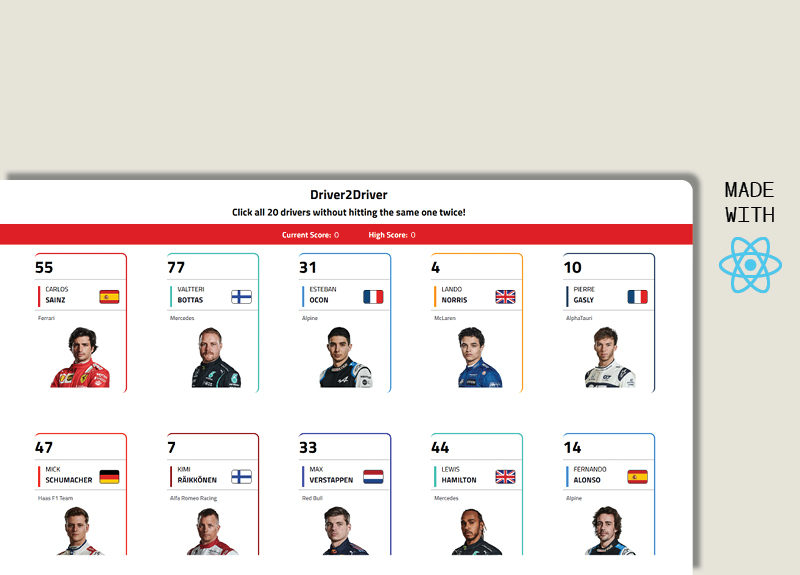 Driver2Driver
Click all 20 drivers without hitting the same one twice!
Current Score: 0 High Score: 0
MADE
WITH
55 77 31 4 10
CARLOS VALTTERI ESTEBAN LANDO PIERRE
SAINZ BOTTAS OCON NORRIS GASLY
Ferrari Mercedes Alpine McLaren AlphaTauri
47 7 33 44 14
MICK KIMI MAX LEWIS FERNANDO
SCHUMACHER RÄIKKÖNEN VERSTAPPEN HAMILTON ALONSO
Haas F1 Team Alfa Romeo Racing Red Bull Mercedes Alpine